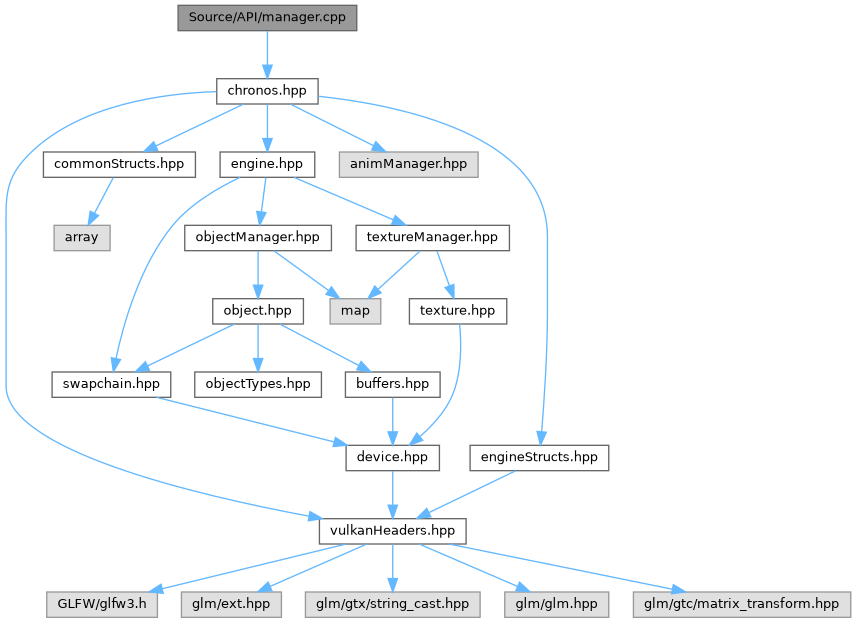 Source/API/manager.cpp
chronos.hpp
commonStructs.hpp
engine.hpp
animManager.hpp
array
objectManager.hpp
textureManager.hpp
object.hpp
map
texture.hpp
swapchain.hpp
objectTypes.hpp
buffers.hpp
device.hpp
engineStructs.hpp
vulkanHeaders.hpp
GLFW/glfw3.h
glm/ext.hpp
glm/gtx/string_cast.hpp
glm/glm.hpp
glm/gtc/matrix_transform.hpp